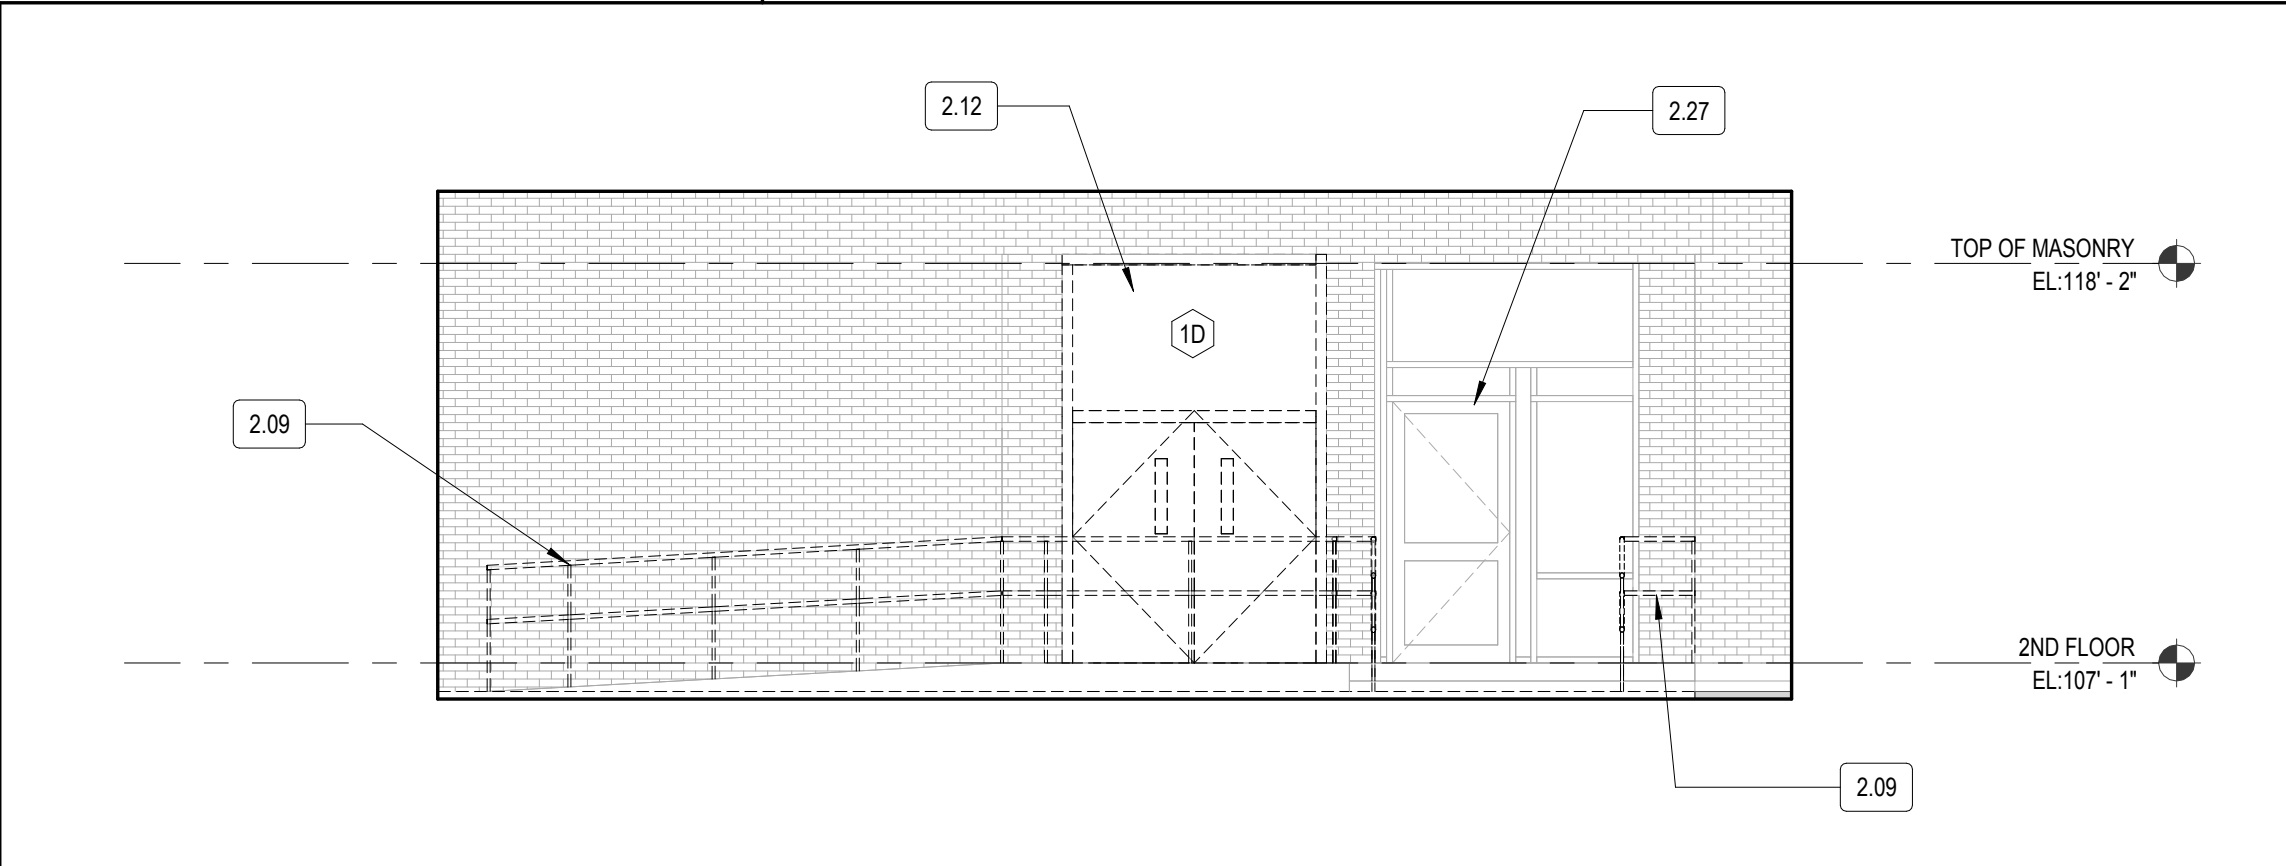 2.12
2.27
TOP OF MASONRY
EL:118' - 2"
1D
2.09
2ND FLOOR
EL:107' - 1"
2.09